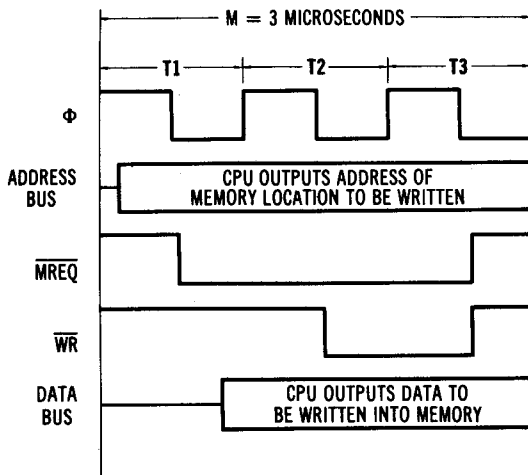 M = 3 MICROSECONDS
T1 T2 T3
Φ
ADDRESS
BUS
CPU OUTPUTS ADDRESS OF
MEMORY LOCATION TO BE WRITTEN
MREQ
WR
DATA
BUS
CPU OUTPUTS DATA TO
BE WRITTEN INTO MEMORY